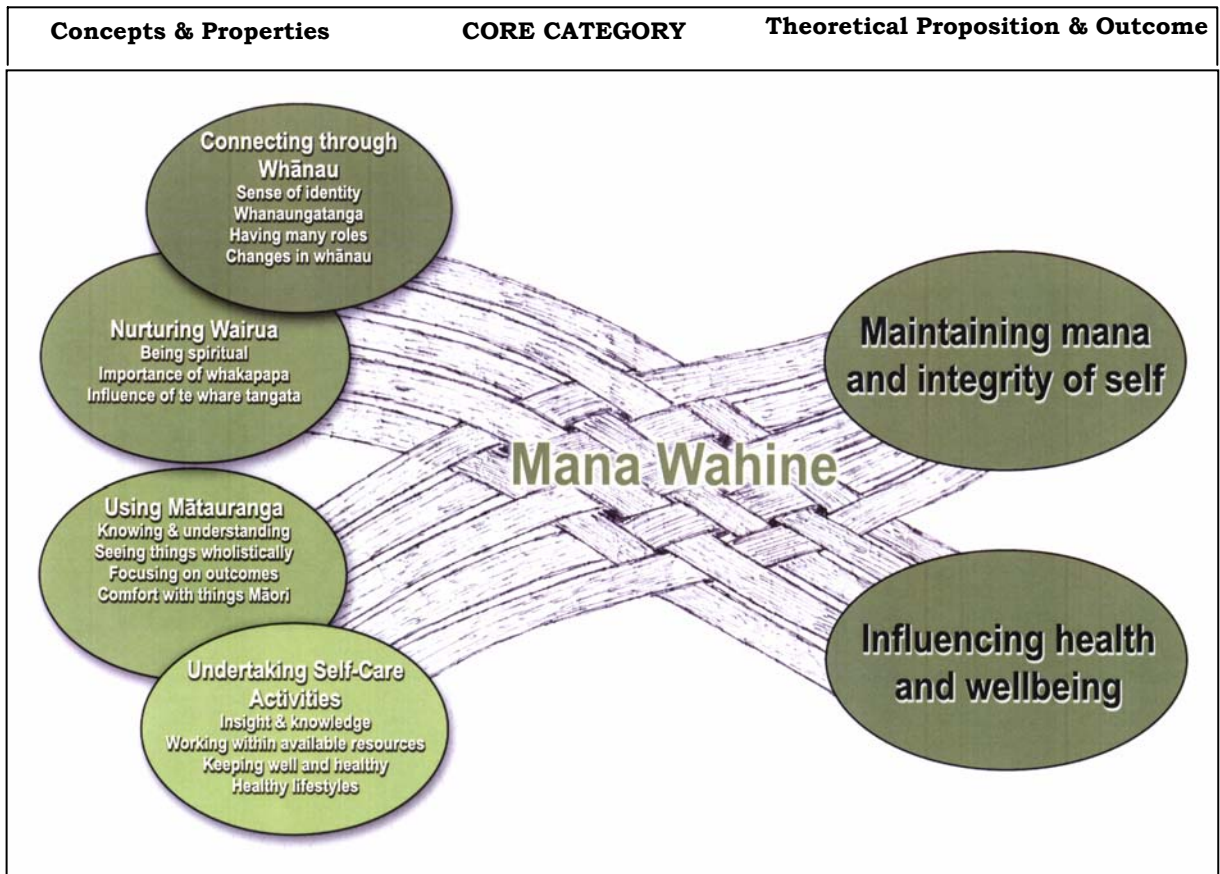 Concepts & Properties
CORE CATEGORY
Theoretical Proposition & Outcome
Connecting through
Whānau
Sense of identity
Whanaungatanga
Having many roles
Changes in whānau
Nurturing Wairua
Being spiritual
Importance of whakapapa
Influence of te whare tangata
Using Mātauranga
Knowing & understanding
Seeing things wholistically
Focusing on outcomes
Comfort with things Māori
Undertaking Self-Care
Activities
Insight & knowledge
Working within available resources
Keeping well and healthy
Healthy lifestyles
Mana Wahine
Maintaining mana
and integrity of self
Influencing health
and wellbeing